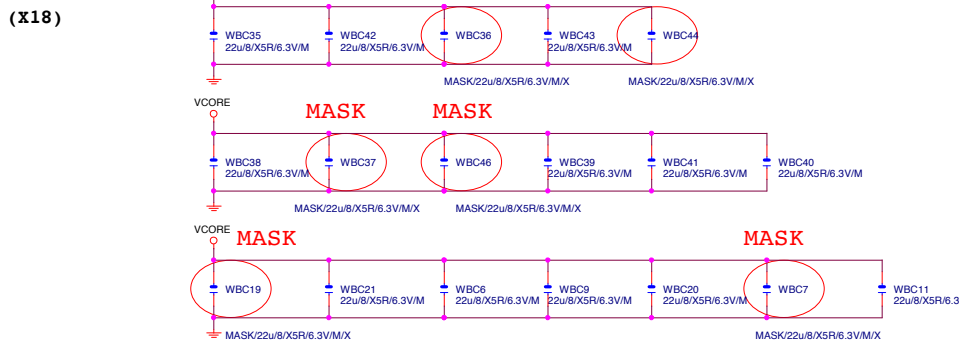 (X18)
WBC35 WBC42 WBC36 WBC43 WBC44
22u/8/X5R/6.3V/M 22u/8/X5R/6.3V/M 22u/8/X5R/6.3V/M
MASK/22u/8/X5R/6.3V/M/X MASK/22u/8/X5R/6.3V/M/X
VCORE MASK MASK
WBC38 WBC37 WBC46 WBC39 WBC41 WBC40
22u/8/X5R/6.3V/M 22u/8/X5R/6.3V/M 22u/8/X5R/6.3V/M 22u/8/X5R/6.3V/M
MASK/22u/8/X5R/6.3V/M/X MASK/22u/8/X5R/6.3V/M/X
VCORE MASK MASK
WBC19 WBC21 WBC6 WBC9 WBC20 WBC7 WBC11
22u/8/X5R/6.3V/M 22u/8/X5R/6.3V/M 22u/8/X5R/6.3V/M 22u/8/X5R/6.3V/M 22u/8/X5R/6.3
MASK/22u/8/X5R/6.3V/M/X MASK/22u/8/X5R/6.3V/M/X